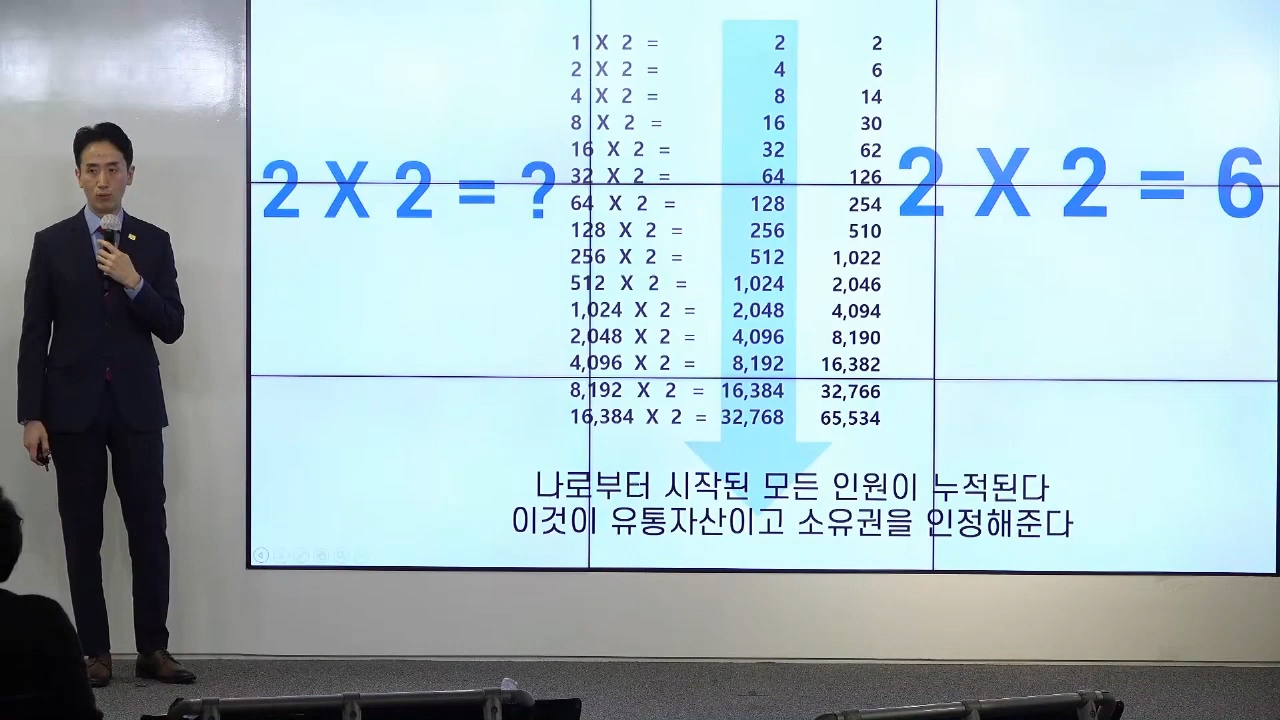 2 X 2 = ?
1 X 2 = 2 2
2 X 2 = 4 6
4 X 2 = 8 14
8 X 2 = 16 30
16 X 2 = 32 62
32 X 2 = 64 126
64 X 2 = 128 254
128 X 2 = 256 510
256 X 2 = 512 1,022
512 X 2 = 1,024 2,046
1,024 X 2 = 2,048 4,094
2,048 X 2 = 4,096 8,190
4,096 X 2 = 8,192 16,382
8,192 X 2 = 16,384 32,766
16,384 X 2 = 32,768 65,534
2 X 2 = 6
나로부터 시작된 모든 인원이 누적된다
이것이 유통자산이고 소유권을 인정해준다